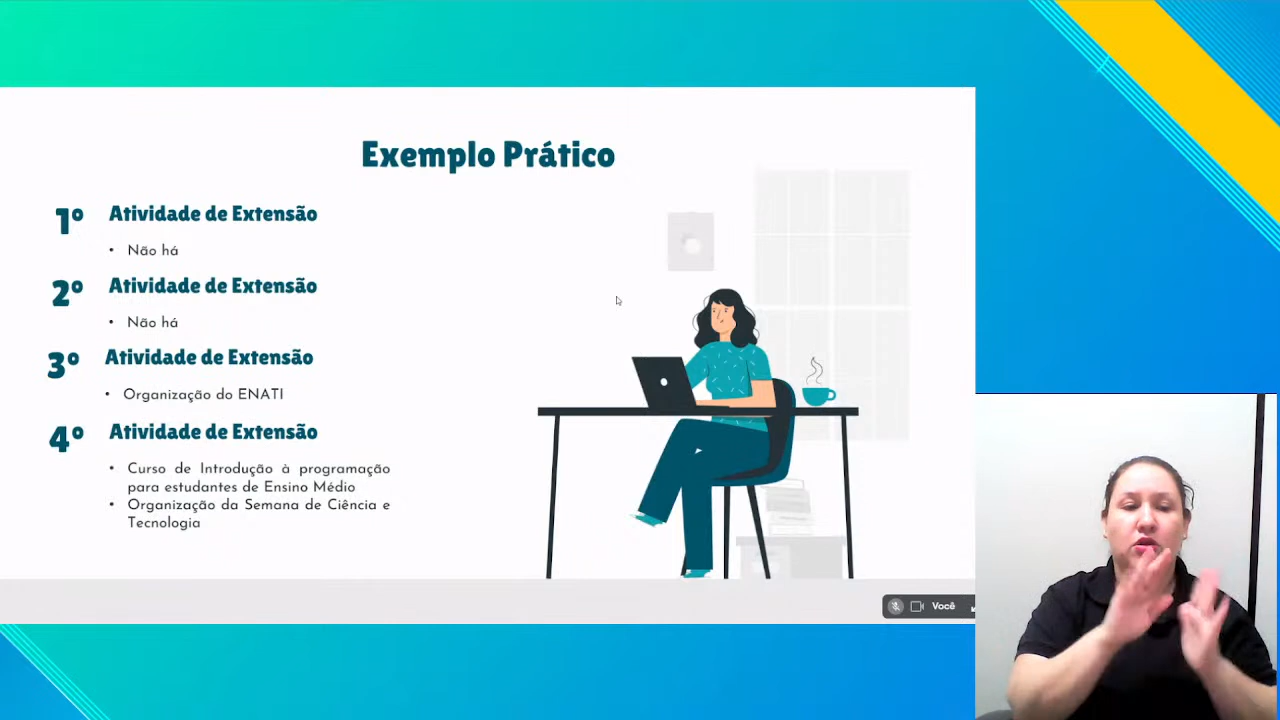 Exemplo Prático
1º Atividade de Extensão
• Não há
2º Atividade de Extensão
• Não há
3º Atividade de Extensão
• Organização do ENATI
4º Atividade de Extensão
• Curso de Introdução à programação
para estudantes de Ensino Médio
• Organização da Semana de Ciência e
Tecnologia
Você